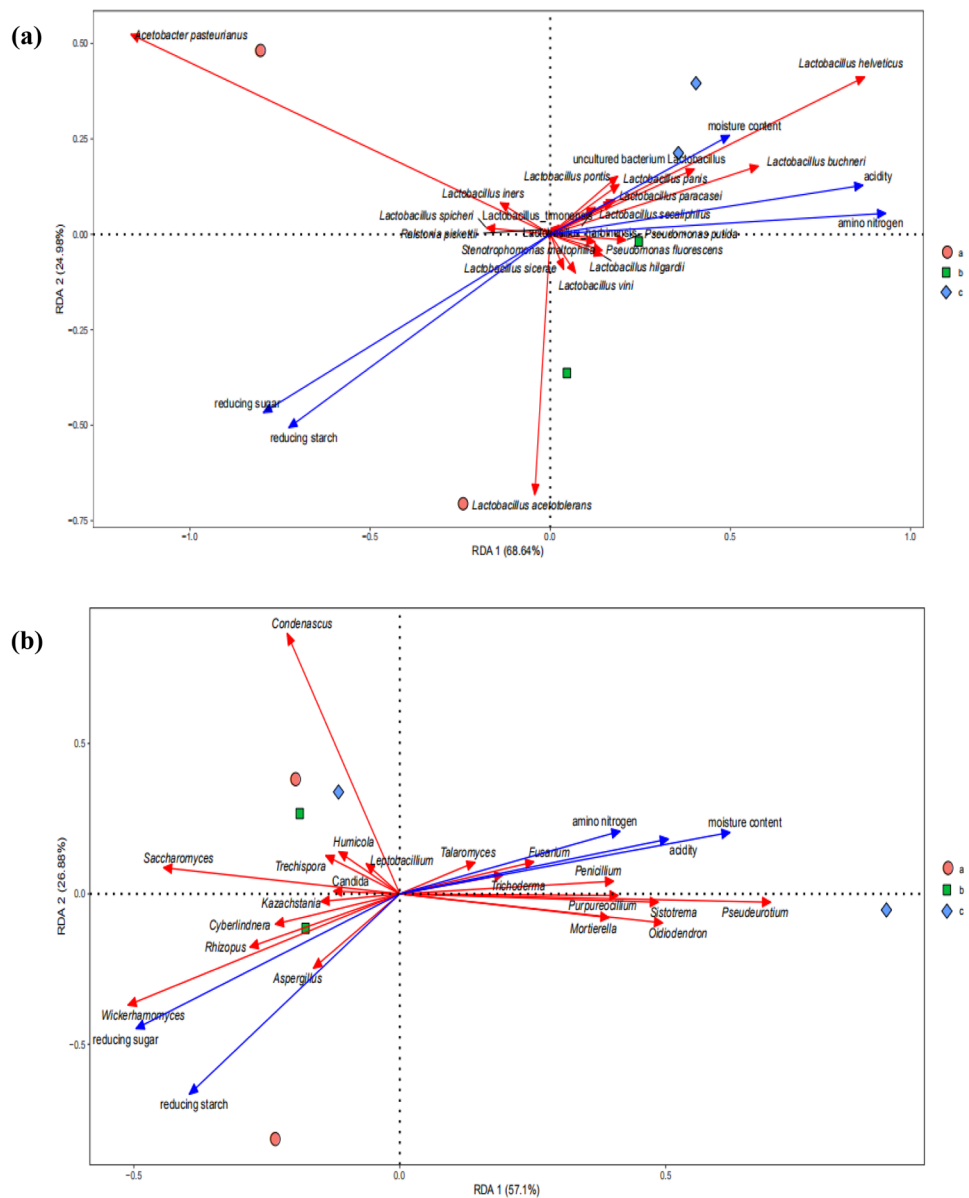 (a)
Acetobacter pasteurianus
Lactobacillus helveticus
moisture content
uncultured bacterium Lactobacillus
Lactobacillus buchneri
Lactobacillus pontis
Lactobacillus panis
acidity
Lactobacillus iners
Lactobacillus paracasei
Lactobacillus spicheri
Lactobacillus_timonensis
Lactobacillus secaliphilus
amino nitrogen
Ralstonia pickettii
Pseudomonas putida
Stenotrophomonas maltophilia
Pseudomonas fluorescens
Lactobacillus sicerae
Lactobacillus hilgardii
Lactobacillus vini
reducing sugar
reducing starch
Lactobacillus acetotolerans
0.50
0.25
0.00
−0.25
−0.50
−0.75
RDA 2 (24.98%)
−1.0
−0.5
0.0
0.5
1.0
RDA 1 (68.64%)
a
b
c
(b)
Condenascus
amino nitrogen
moisture content
acidity
Humicola
Saccharomyces
Trechispora
Leptobacillium
Talaromyces
Fusarium
Candida
Trichoderma
Penicillium
Kazachstania
Purpureocillium
Sistotrema
Pseudeurotium
Cyberlindnera
Mortierella
Oidiodendron
Rhizopus
Aspergillus
Wickerhamomyces
reducing sugar
reducing starch
0.5
0.0
−0.5
RDA 2 (26.88%)
−0.5
0.0
0.5
RDA 1 (57.1%)
a
b
c